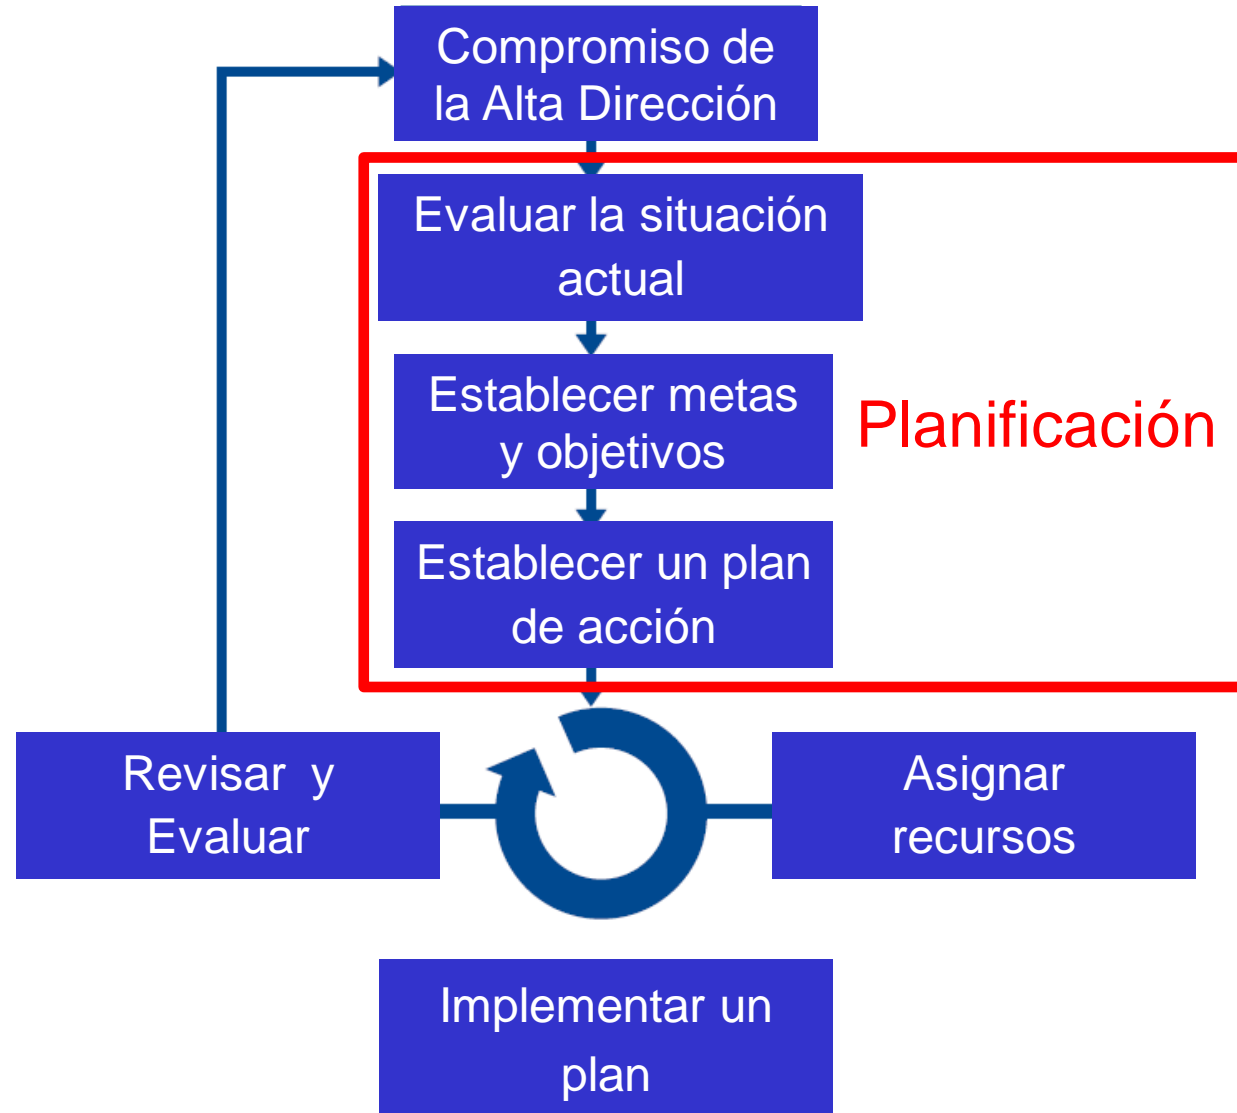 Compromiso de
la Alta Dirección
Evaluar la situación
actual
Establecer metas
y objetivos
Planificación
Establecer un plan
de acción
Revisar y
Evaluar
Asignar
recursos
Implementar un
plan